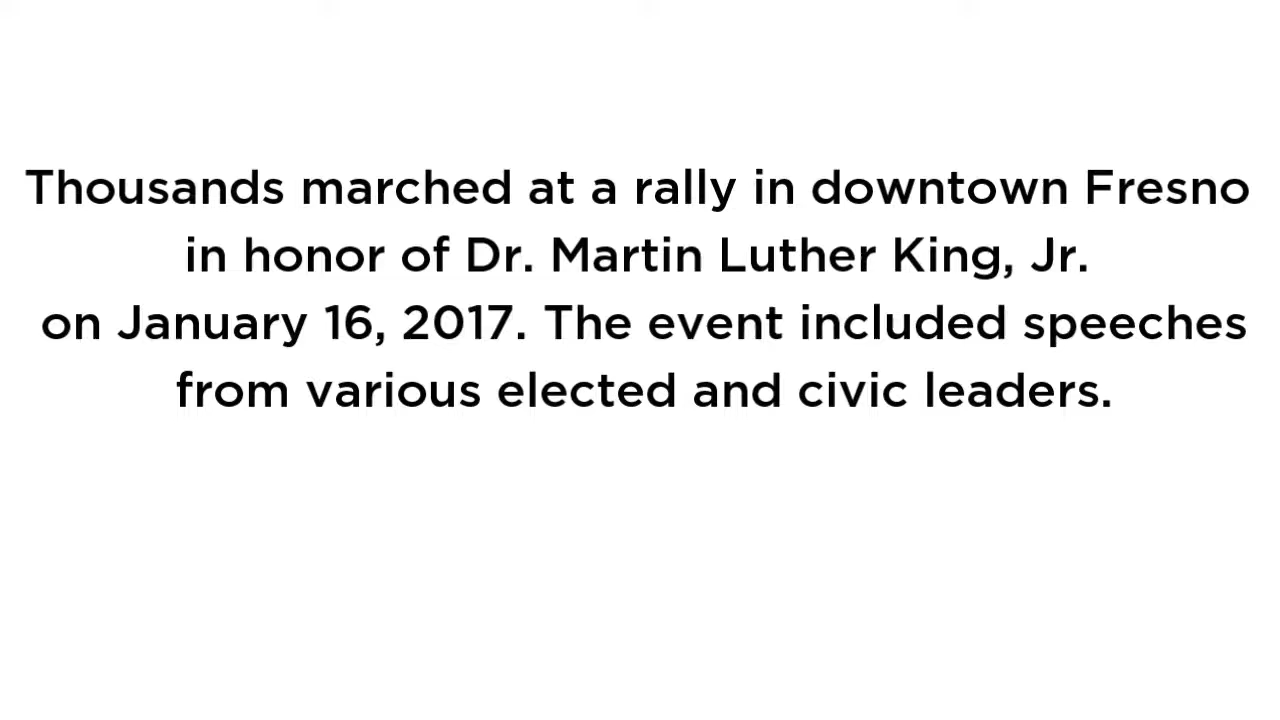 Thousands marched at a rally in downtown Fresno
in honor of Dr. Martin Luther King, Jr.
on January 16, 2017. The event included speeches
from various elected and civic leaders.